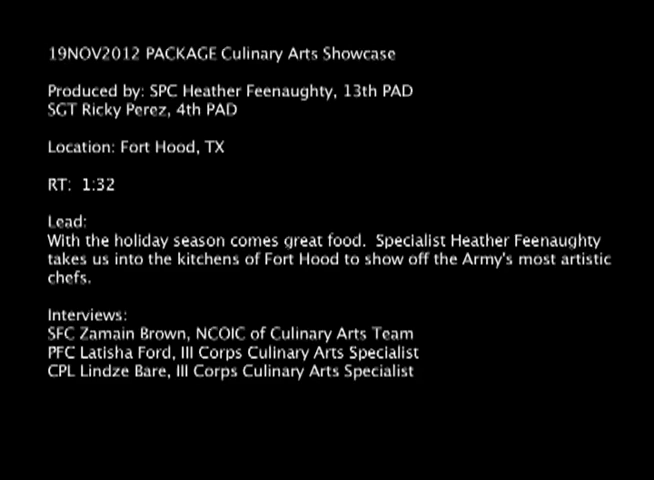 19NOV2012 PACKAGE Culinary Arts Showcase
Produced by: SPC Heather Feenaughty, 13th PAD
SGT Ricky Perez, 4th PAD
Location: Fort Hood, TX
RT: 1:32
Lead:
With the holiday season comes great food. Specialist Heather Feenaughty
takes us into the kitchens of Fort Hood to show off the Army's most artistic
chefs.
Interviews:
SFC Zamain Brown, NCOIC of Culinary Arts Team
PFC Latisha Ford, III Corps Culinary Arts Specialist
CPL Lindze Bare, III Corps Culinary Arts Specialist